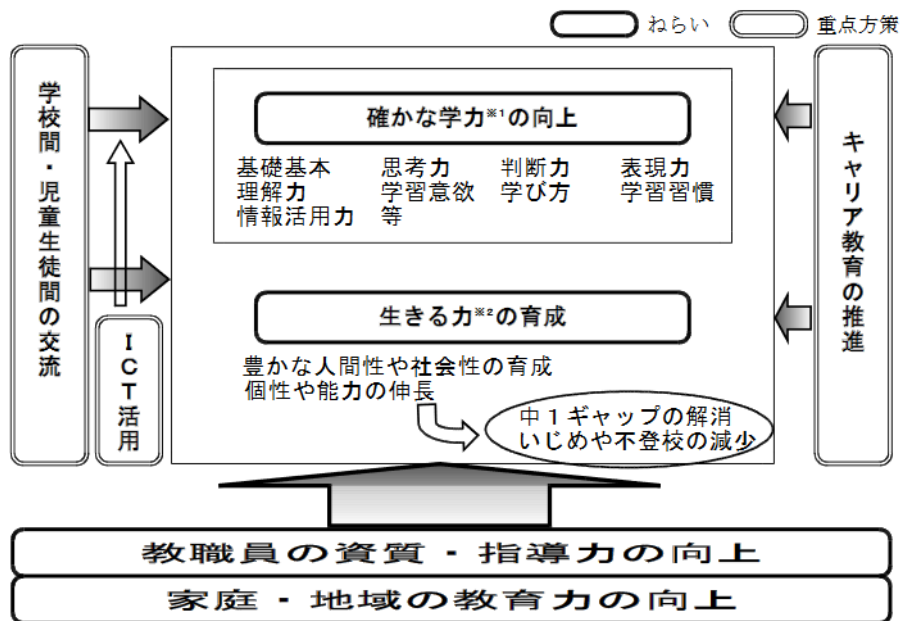 ねらい
重点方策
学校間・児童生徒間の交流
ICT活用
確かな学力※1の向上
基礎基本 思考力 判断力 表現力
理解力 学習意欲 学び方 学習習慣
情報活用力 等
生きる力※2の育成
豊かな人間性や社会性の育成
個性や能力の伸長
中1ギャップの解消
いじめや不登校の減少
キャリア教育の推進
教職員の資質・指導力の向上
家庭・地域の教育力の向上